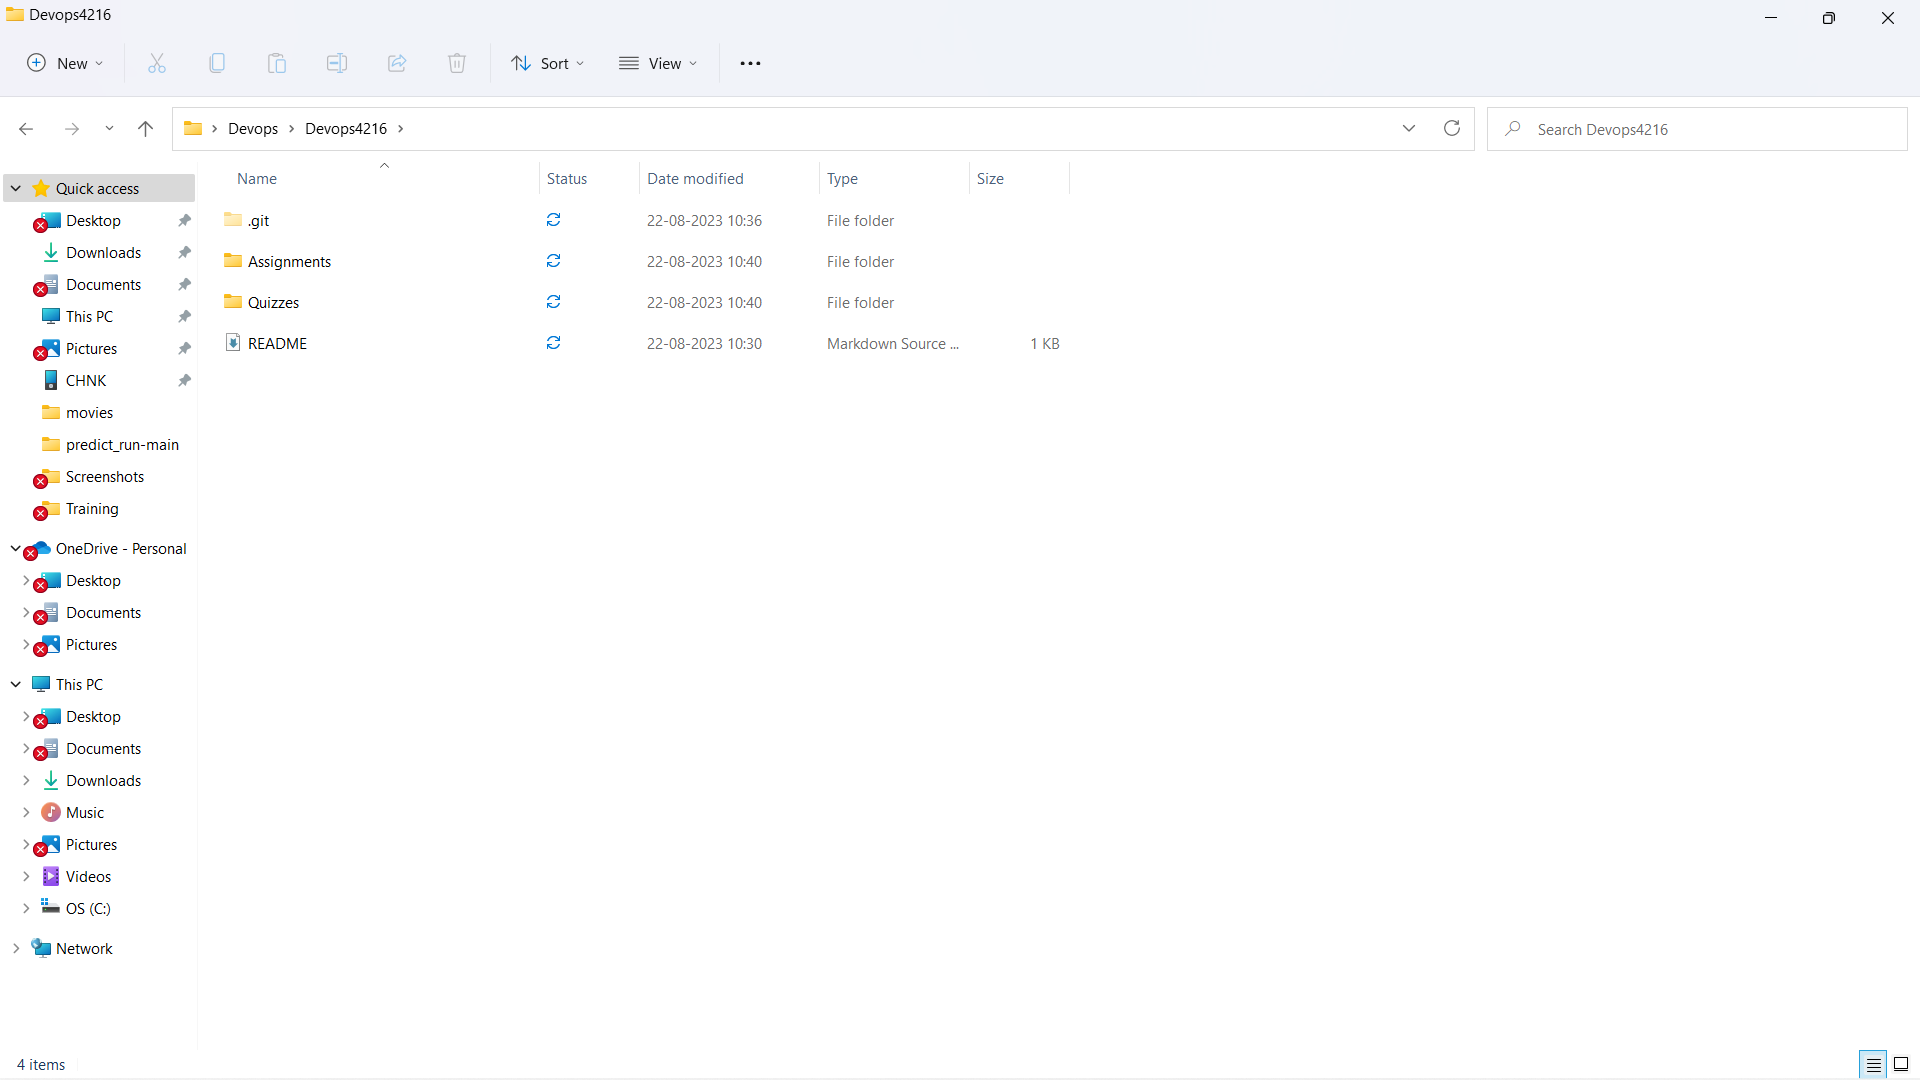 Devops4216
New
Sort
View
Devops
Devops4216
Search Devops4216
Name
Status
Date modified
Type
Size
.git
22-08-2023 10:36
File folder
Assignments
22-08-2023 10:40
File folder
Quizzes
22-08-2023 10:40
File folder
README
22-08-2023 10:30
Markdown Source ...
1 KB
Quick access
Desktop
Downloads
Documents
This PC
Pictures
CHNK
movies
predict_run-main
Screenshots
Training
OneDrive - Personal
Desktop
Documents
Pictures
This PC
Desktop
Documents
Downloads
Music
Pictures
Videos
OS (C:)
Network
4 items